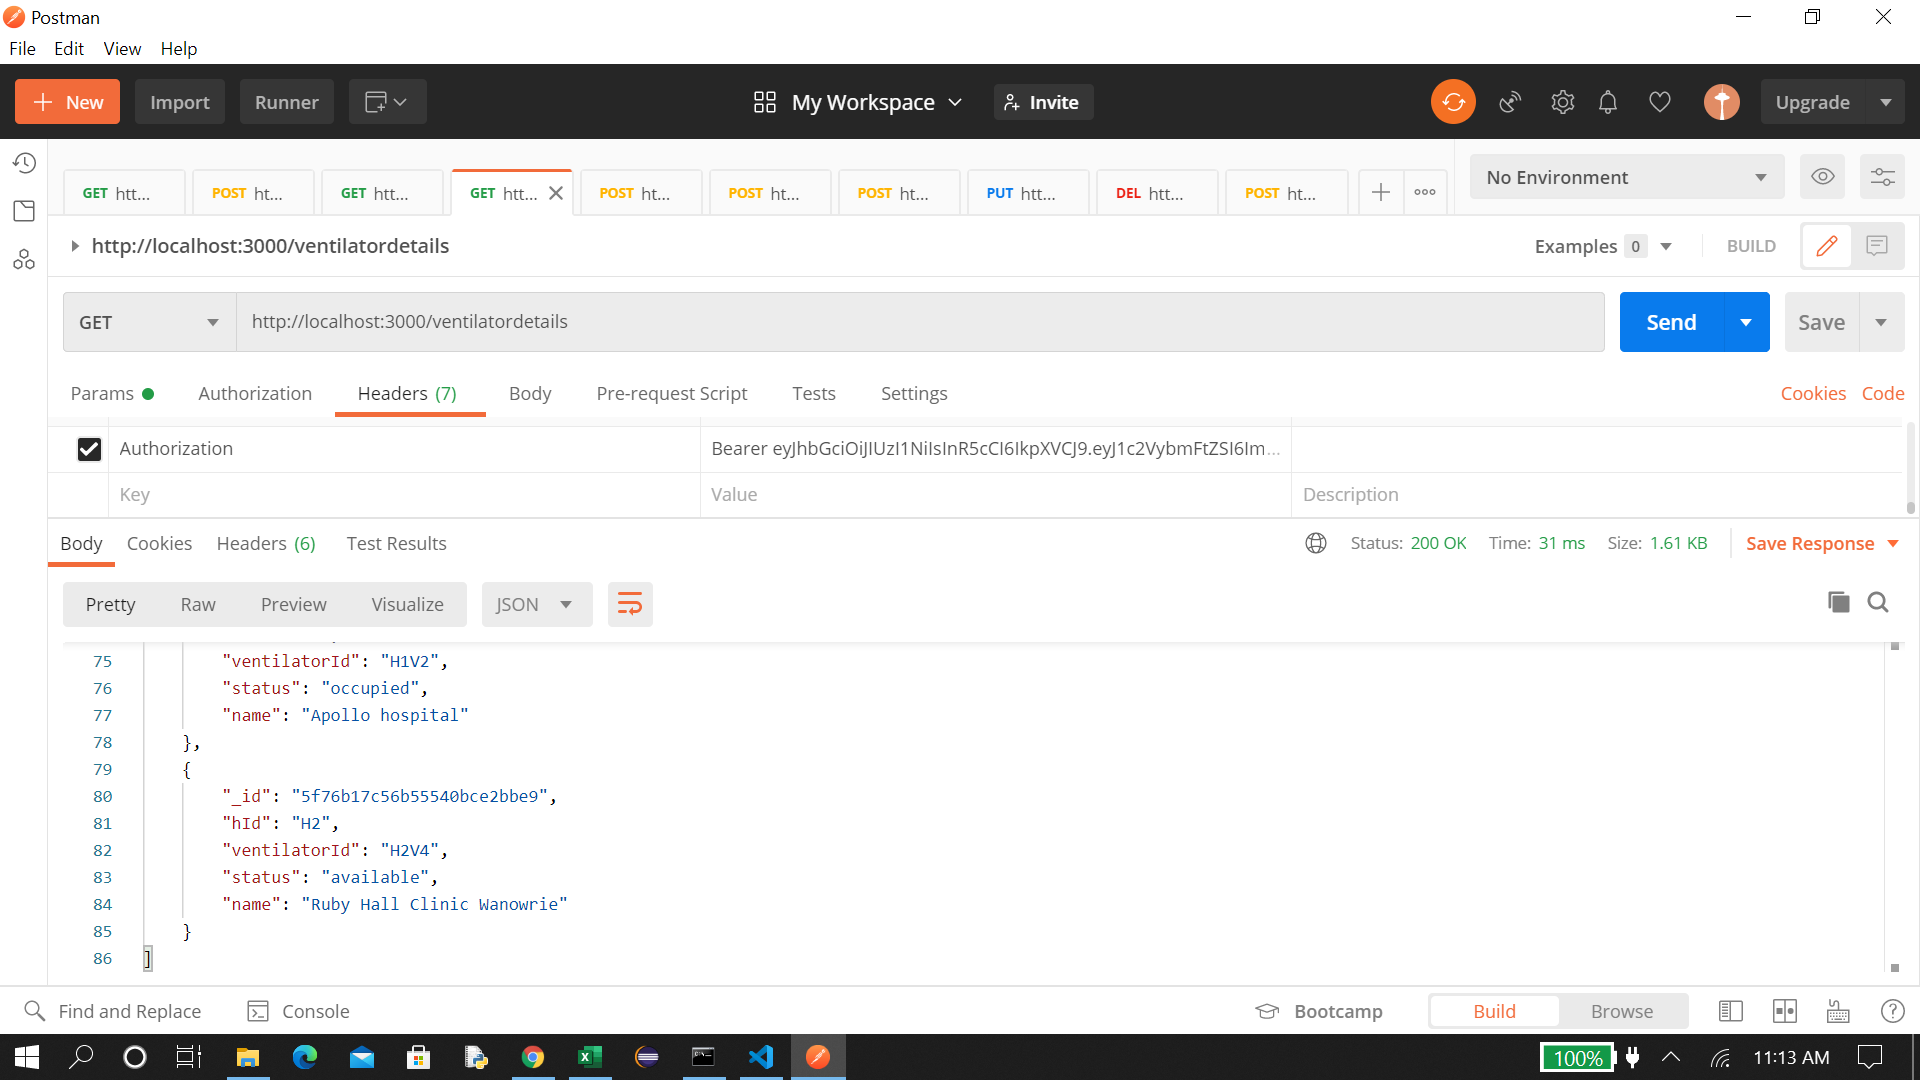 Postman
File Edit View Help
New Import Runner My Workspace Invite Upgrade
GET htt... POST ht... GET htt... GET htt... POST ht... POST ht... POST ht... PUT htt... DEL htt... POST ht... No Environment
http://localhost:3000/ventilatordetails Examples 0 BUILD
GET http://localhost:3000/ventilatordetails Send Save
Params Authorization Headers (7) Body Pre-request Script Tests Settings Cookies Code
Authorization Bearer eyJhbGciOiJIUzI1NiIsInR5cCI6IkpXVCJ9.eyJ1c2VybmFtZSI6Im...
Key Value Description
Body Cookies Headers (6) Test Results Status: 200 OK Time: 31 ms Size: 1.61 KB Save Response
Pretty Raw Preview Visualize JSON
75 "ventilatorId": "H1V2",
76 "status": "occupied",
77 "name": "Apollo hospital"
78 },
79 {
80 "_id": "5f76b17c56b55540bce2bbe9",
81 "hId": "H2",
82 "ventilatorId": "H2V4",
83 "status": "available",
84 "name": "Ruby Hall Clinic Wanowrie"
85 }
86 ]
Find and Replace Console Bootcamp Build Browse
100% 11:13 AM